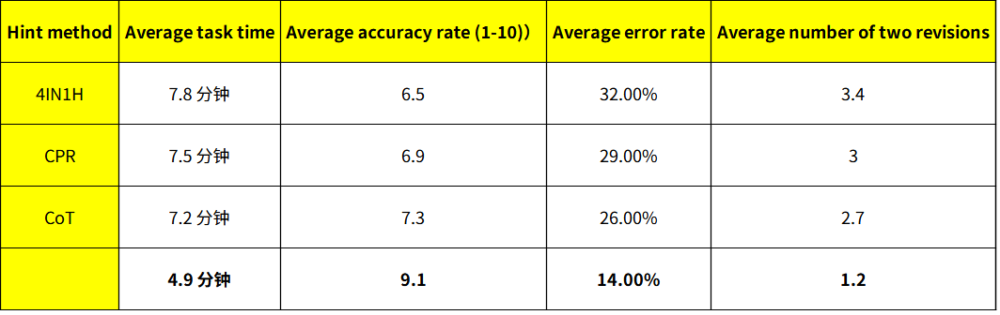 Hint method Average task time Average accuracy rate (1-10)） Average error rate Average number of two revisions
4IN1H 7.8 分钟 6.5 32.00% 3.4
CPR 7.5 分钟 6.9 29.00% 3
CoT 7.2 分钟 7.3 26.00% 2.7
4.9 分钟 9.1 14.00% 1.2